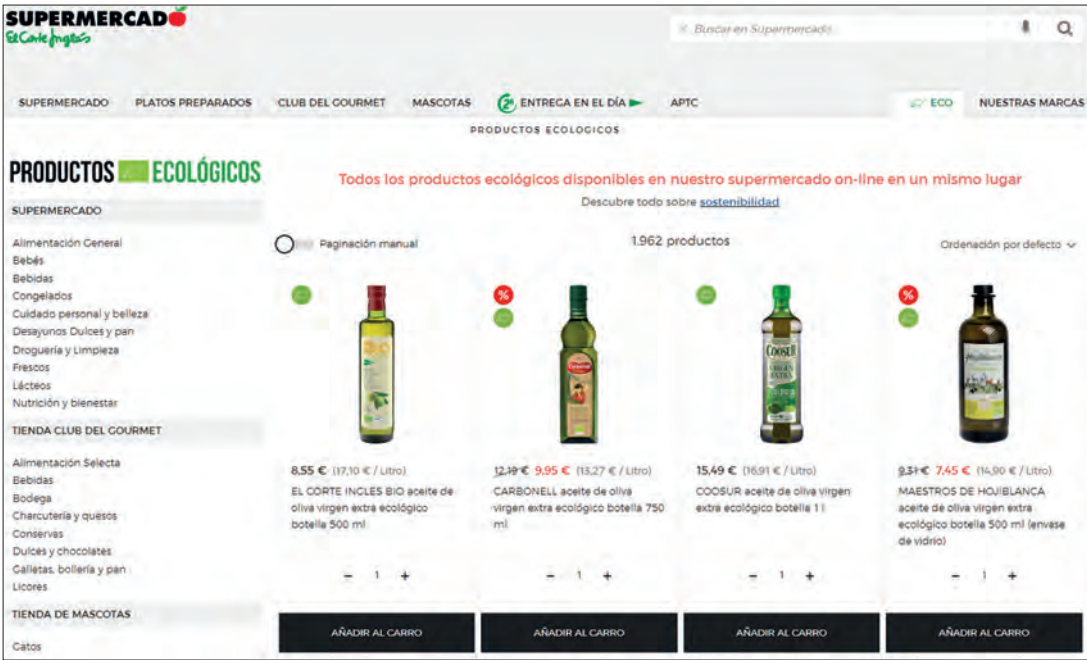 SUPERMERCADO
El Corte Inglés
Buscar en Supermercado
SUPERMERCADO PLATOS PREPARADOS CLUB DEL GOURMET MASCOTAS ENTREGA EN EL DÍA APTC ECO NUESTRAS MARCAS
PRODUCTOS ECOLOGICOS
PRODUCTOS ECOLÓGICOS
SUPERMERCADO
Alimentación General
Bebés
Bebidas
Congelados
Cuidado personal y belleza
Desayunos Dulces y pan
Droguería y Limpieza
Frescos
Lácteos
Nutrición y bienestar
TIENDA CLUB DEL GOURMET
Alimentación Selecta
Bebidas
Bodega
Charcutería y quesos
Conservas
Dulces y chocolates
Galletas, bollería y pan
Licores
TIENDA DE MASCOTAS
Gatos
Todos los productos ecológicos disponibles en nuestro supermercado on-line en un mismo lugar
Descubre todo sobre sostenibilidad
Paginación manual
1.962 productos
Ordenación por defecto
%
BIO
Carbonell
COOSUR
VIRGEN
EXTRA
%
Hojiblanca
8,55 € (17,10 € / Litro)
EL CORTE INGLES BIO aceite de
oliva virgen extra ecológico
botella 500 ml
- 1 +
AÑADIR AL CARRO
12,19 € 9,95 € (13,27 € / Litro)
CARBONELL aceite de oliva
virgen extra ecológico botella 750
ml
- 1 +
AÑADIR AL CARRO
15,49 € (16,91 € / Litro)
COOSUR aceite de oliva virgen
extra ecológico botella 1 l
- 1 +
AÑADIR AL CARRO
9,31 € 7,45 € (14,90 € / Litro)
MAESTROS DE HOJIBLANCA
aceite de oliva virgen extra
ecológico botella 500 ml (envase
de vidrio)
- 1 +
AÑADIR AL CARRO